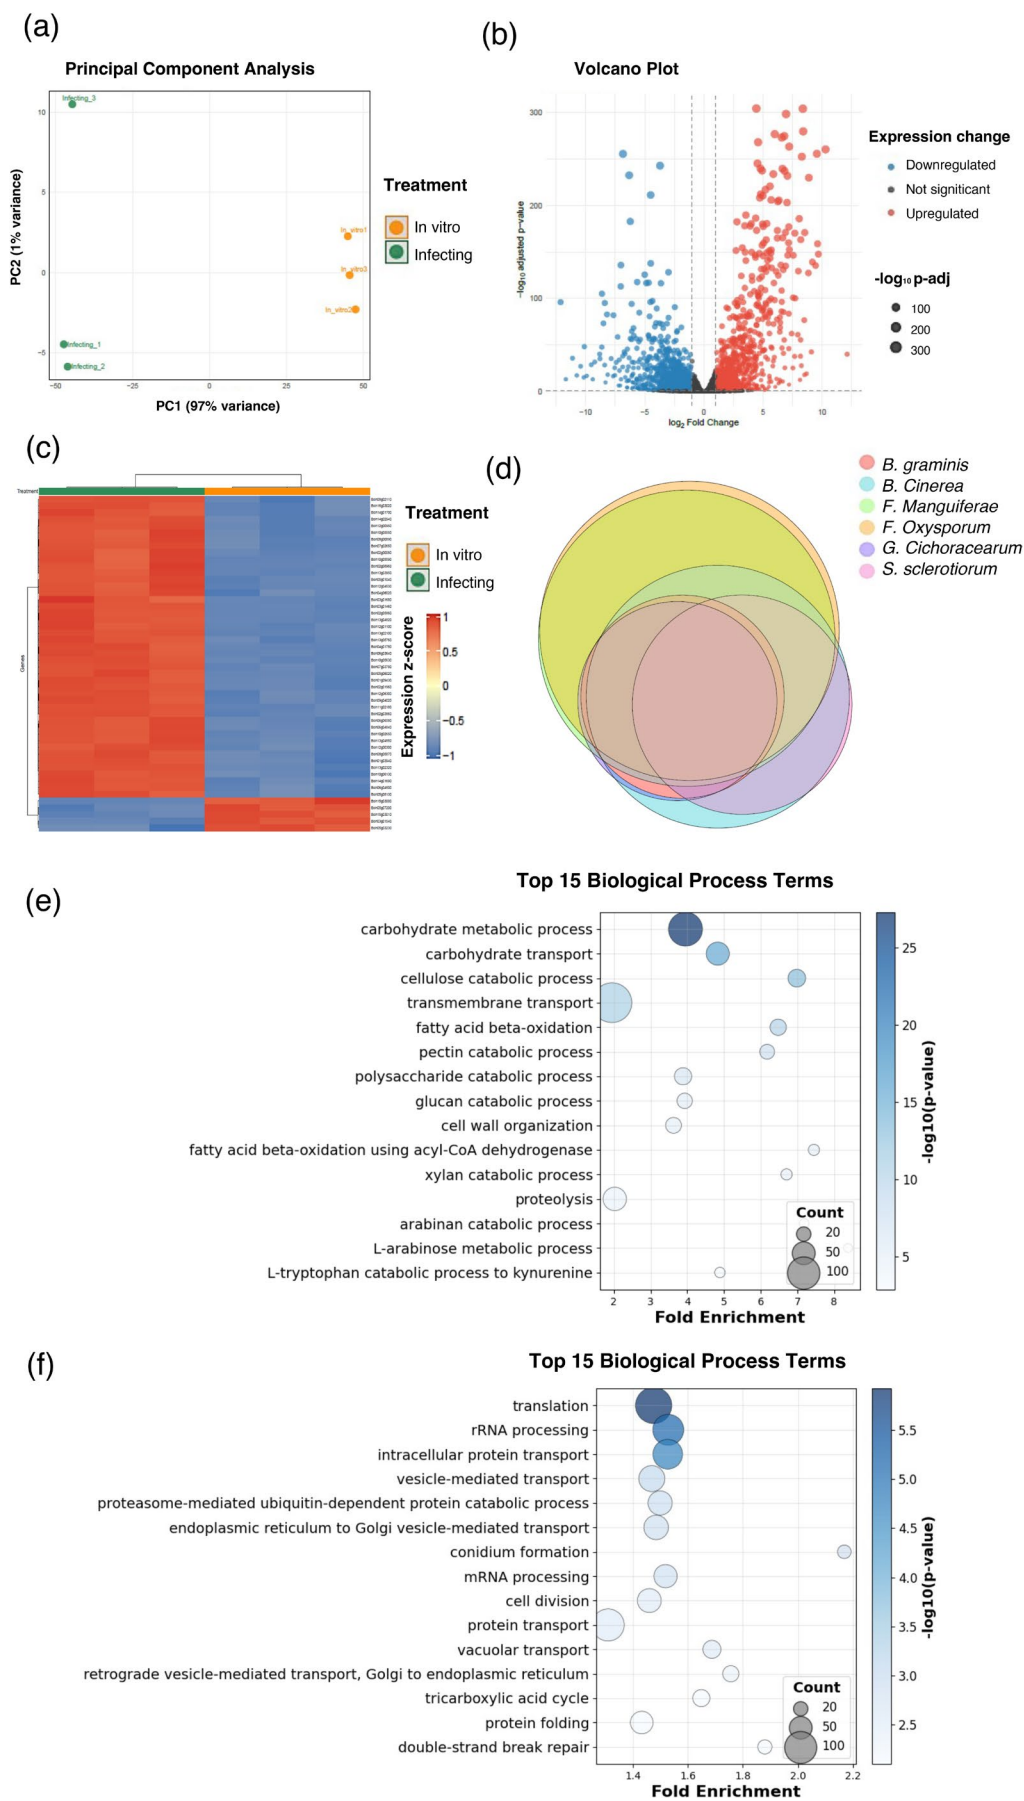 (a)
Principal Component Analysis
PC2 (1% variance)
10
5
0
−5
Infecting_3
In_vitro1
In_vitro3
In_vitro2
Infecting_1
Infecting_2
−50
−25
0
25
50
PC1 (97% variance)
Treatment
In vitro
Infecting
(b)
Volcano Plot
−log10 adjusted p-value
300
200
100
0
−10
−5
0
5
10
log2 Fold Change
Expression change
Downregulated
Not significant
Upregulated
-log10 p-adj
100
200
300
(c)
Treatment
Genes
Treatment
In vitro
Infecting
Expression z-score
1
0.5
0
−0.5
−1
(d)
B. graminis
B. Cinerea
F. Manguiferae
F. Oxysporum
G. Cichoracearum
S. sclerotiorum
(e)
Top 15 Biological Process Terms
carbohydrate metabolic process
carbohydrate transport
cellulose catabolic process
transmembrane transport
fatty acid beta-oxidation
pectin catabolic process
polysaccharide catabolic process
glucan catabolic process
cell wall organization
fatty acid beta-oxidation using acyl-CoA dehydrogenase
xylan catabolic process
proteolysis
arabinan catabolic process
L-arabinose metabolic process
L-tryptophan catabolic process to kynurenine
Count
20
50
100
2
3
4
5
6
7
8
Fold Enrichment
25
20
15
10
5
-log10(p-value)
(f)
Top 15 Biological Process Terms
translation
rRNA processing
intracellular protein transport
vesicle-mediated transport
proteasome-mediated ubiquitin-dependent protein catabolic process
endoplasmic reticulum to Golgi vesicle-mediated transport
conidium formation
mRNA processing
cell division
protein transport
vacuolar transport
retrograde vesicle-mediated transport, Golgi to endoplasmic reticulum
tricarboxylic acid cycle
protein folding
double-strand break repair
Count
20
50
100
1.4
1.6
1.8
2.0
2.2
Fold Enrichment
5.5
5.0
4.5
4.0
3.5
3.0
2.5
-log10(p-value)